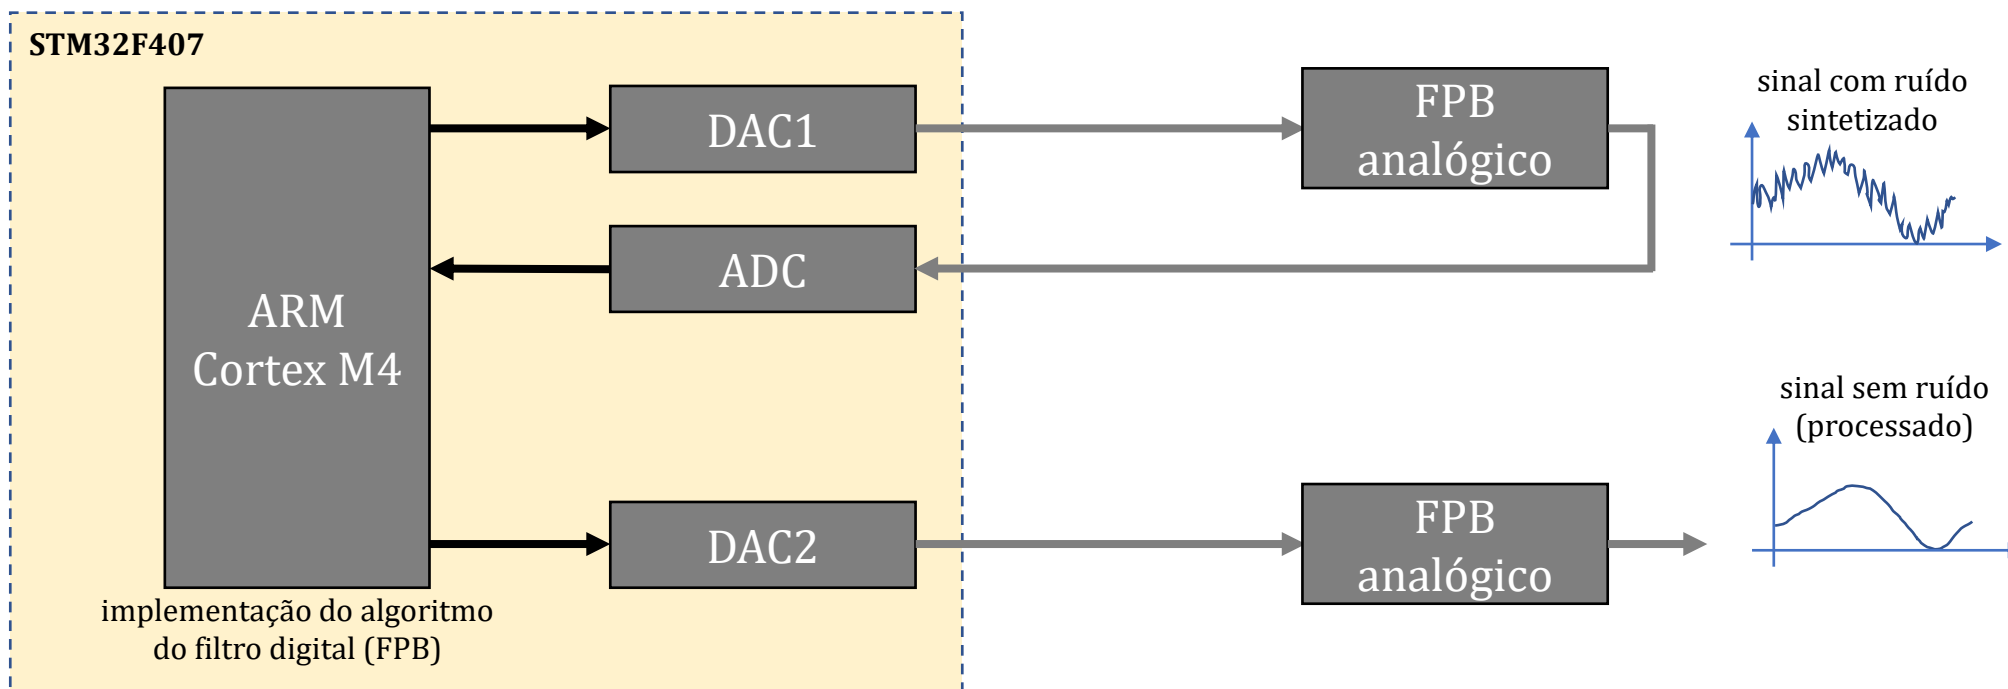 STM32F407
ARM
Cortex M4
implementação do algoritmo
do filtro digital (FPB)
DAC1
ADC
DAC2
FPB
analógico
FPB
analógico
sinal com ruído
sintetizado
sinal sem ruído
(processado)